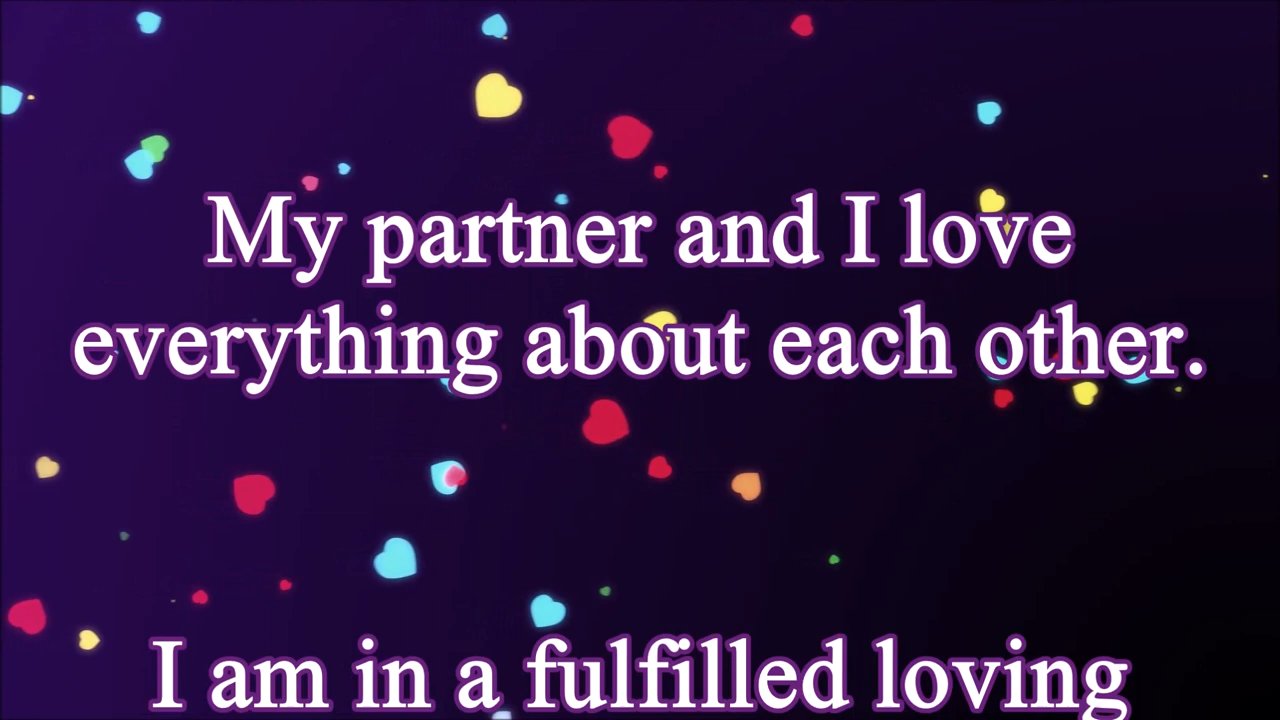 My partner and I love
everything about each other.
I am in a fulfilled loving